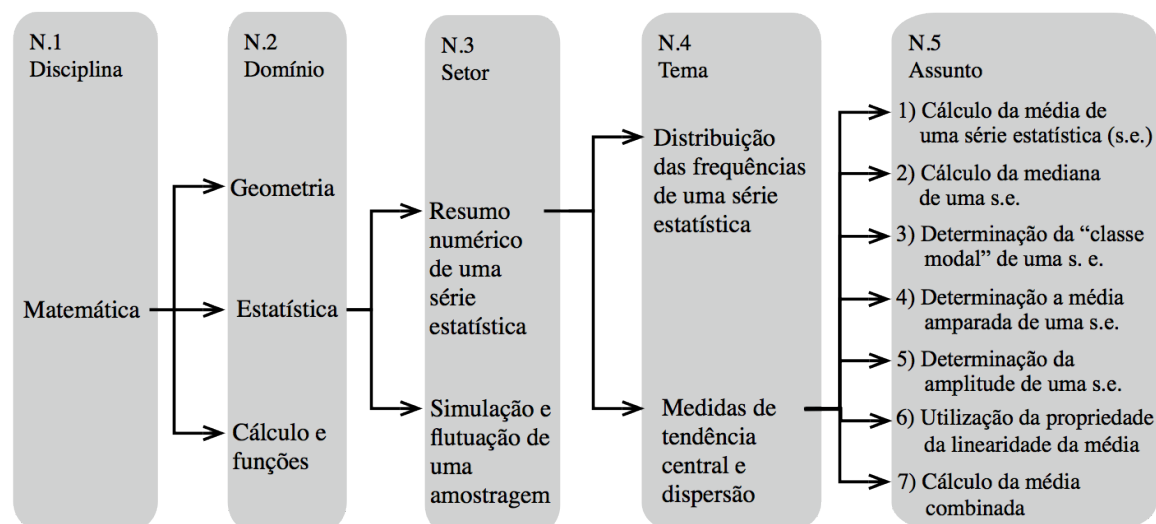 N.1
Disciplina
Matemática
N.2
Domínio
Geometria
Estatística
Cálculo e
funções
N.3
Setor
Resumo
numérico
de uma
série
estatística
Simulação e
flutuação de
uma
amostragem
N.4
Tema
Distribuição
das frequências
de uma série
estatística
Medidas de
tendência
central e
dispersão
N.5
Assunto
1) Cálculo da média de
uma série estatística (s.e.)
2) Cálculo da mediana
de uma s.e.
3) Determinação da “classe
modal” de uma s. e.
4) Determinação a média
amparada de uma s.e.
5) Determinação da
amplitude de uma s.e.
6) Utilização da propriedade
da linearidade da média
7) Cálculo da média
combinada